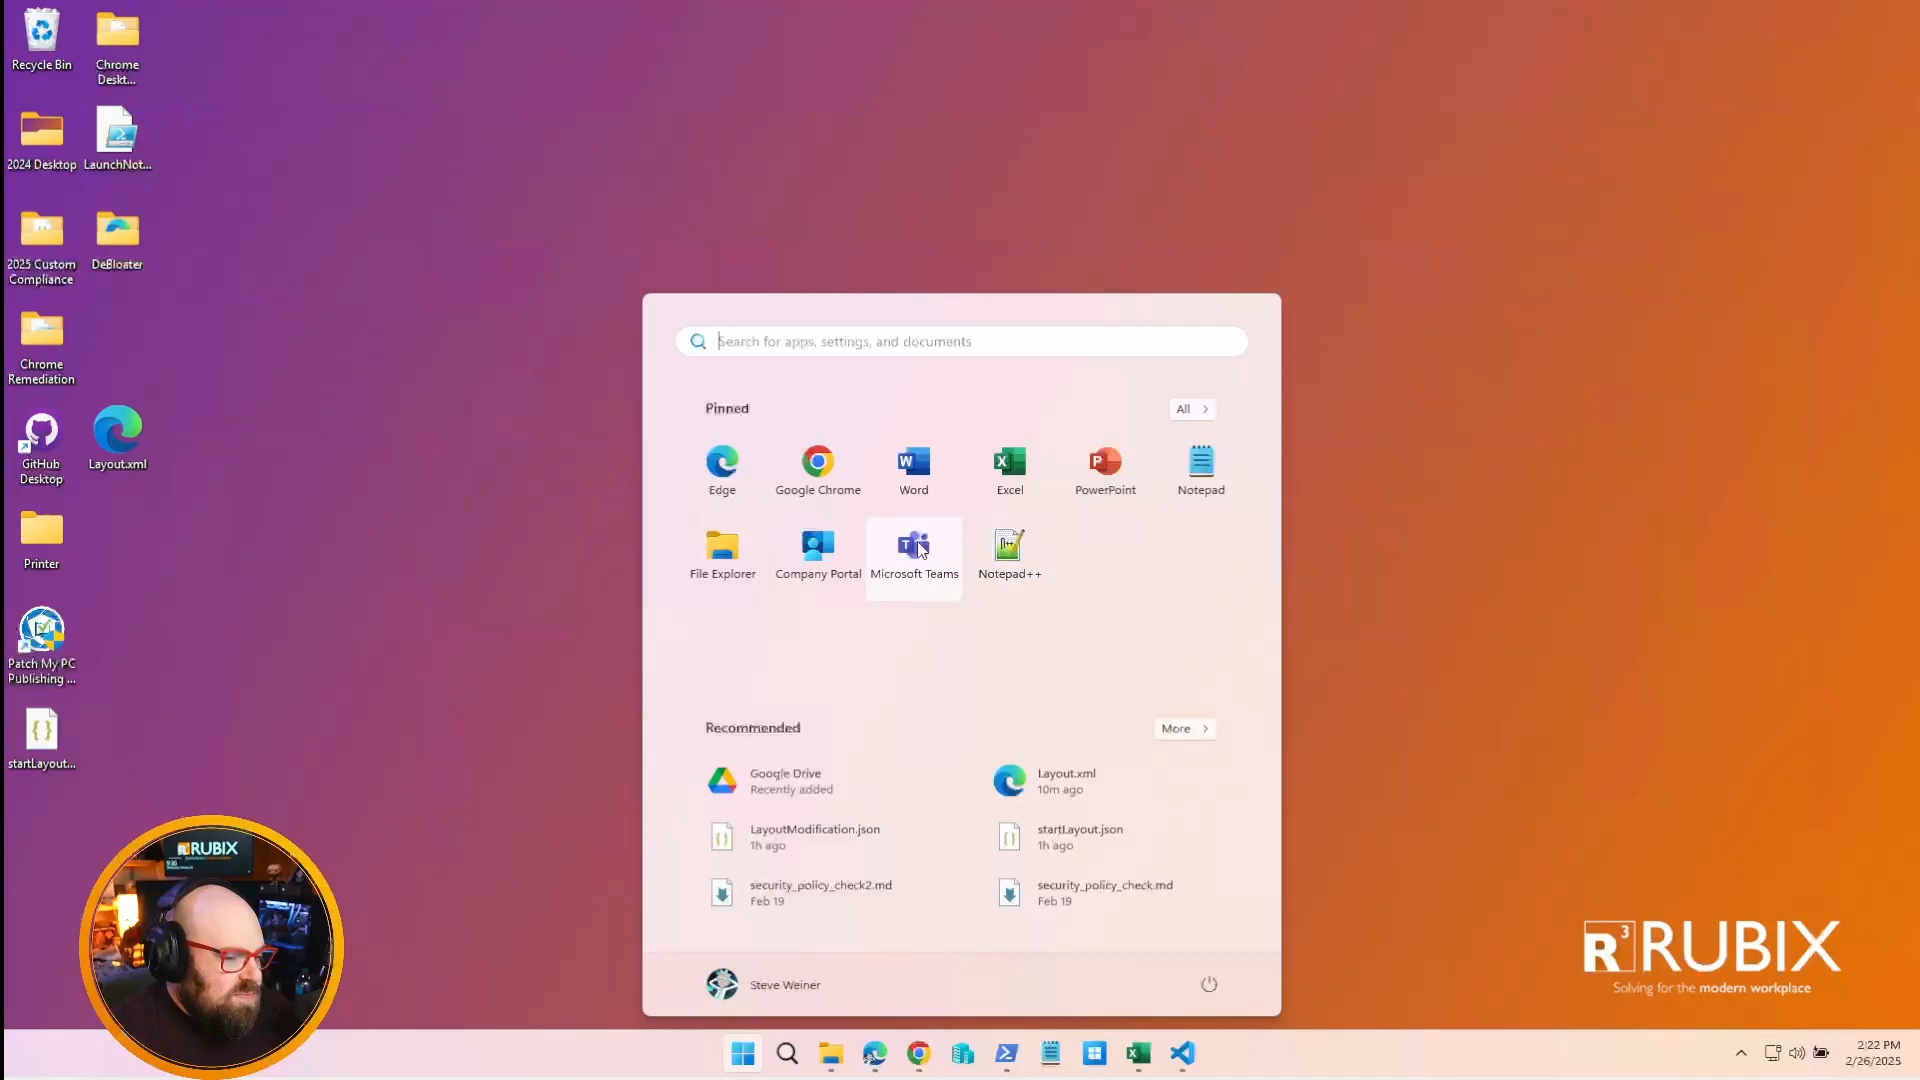 Recycle Bin
Chrome
Deskt...
2024 Desktop
LaunchNot...
2025 Custom
Compliance
DeBloater
Chrome
Remediation
GitHub
Desktop
Layout.xml
Printer
Patch My PC
Publishing ...
startLayout...
Search for apps, settings, and documents
Pinned
All
Edge
Google Chrome
Word
Excel
PowerPoint
Notepad
File Explorer
Company Portal
Microsoft Teams
Notepad++
Recommended
More
Google Drive
Recently added
Layout.xml
10m ago
LayoutModification.json
1h ago
startLayout.json
1h ago
security_policy_check2.md
Feb 19
security_policy_check.md
Feb 19
Steve Weiner
RUBIX
R3 RUBIX
Solving for the modern workplace
2:22 PM
2/26/2025